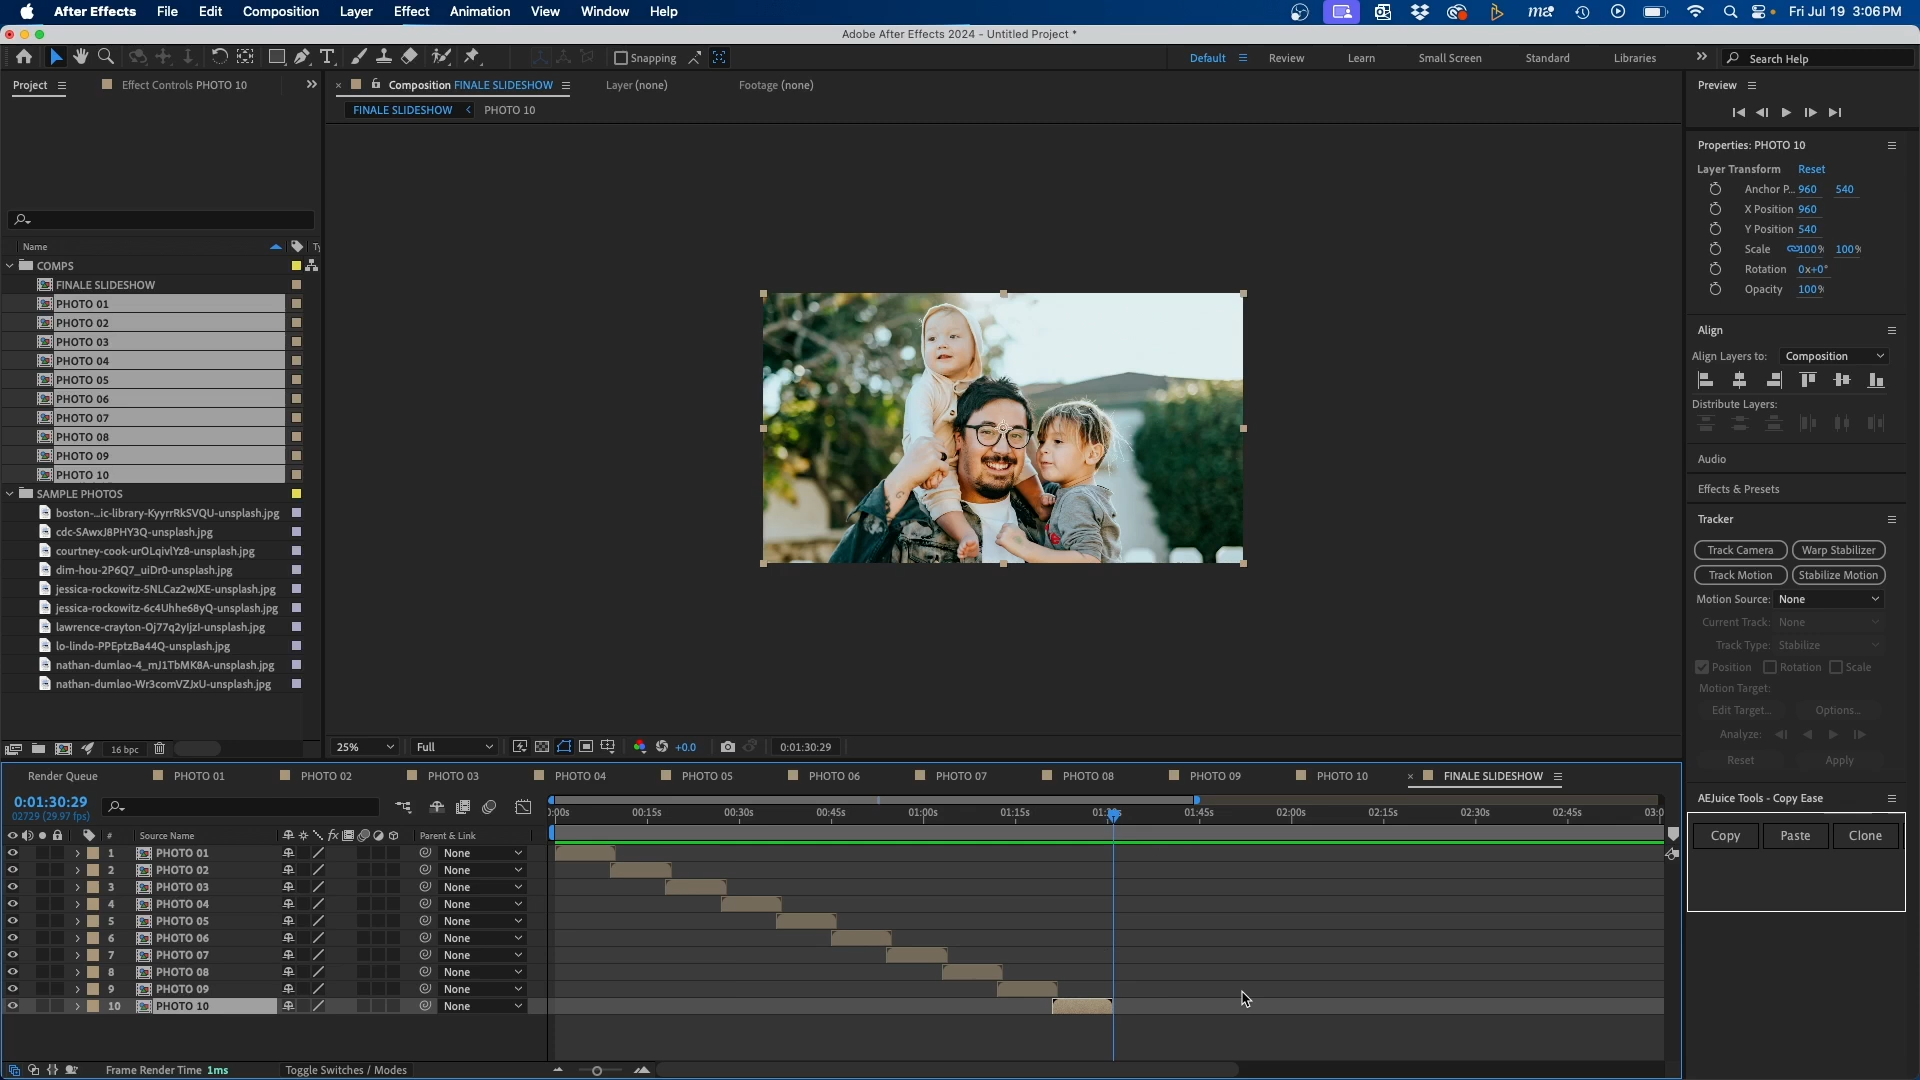 After Effects File Edit Composition Layer Effect Animation View Window Help Fri Jul 19 3:06 PM
Adobe After Effects 2024 - Untitled Project *
Snapping Default Review Learn Small Screen Standard Libraries Search Help
Project Effect Controls PHOTO 10 Composition FINALE SLIDESHOW Layer (none) Footage (none)
FINALE SLIDESHOW PHOTO 10
Name
COMPS
FINALE SLIDESHOW
PHOTO 01
PHOTO 02
PHOTO 03
PHOTO 04
PHOTO 05
PHOTO 06
PHOTO 07
PHOTO 08
PHOTO 09
PHOTO 10
SAMPLE PHOTOS
boston-...ic-library-KyyrrRkSVQU-unsplash.jpg
cdc-SAwxJ8PHY3Q-unsplash.jpg
courtney-cook-urOLqivlYz8-unsplash.jpg
dim-hou-2P6Q7_uiDr0-unsplash.jpg
jessica-rockowitz-5NLCaz2wJXE-unsplash.jpg
jessica-rockowitz-6c4Uhhe68yQ-unsplash.jpg
lawrence-crayton-Oj77q2yIjzI-unsplash.jpg
lo-lindo-PPEptzBa44Q-unsplash.jpg
nathan-dumlao-4_mJ1TbMK8A-unsplash.jpg
nathan-dumlao-Wr3comVZJxU-unsplash.jpg
16 bpc
25% Full +0.0 0:01:30:29
Preview
Properties: PHOTO 10
Layer Transform Reset
Anchor P... 960 540
X Position 960
Y Position 540
Scale 100% 100%
Rotation 0x+0°
Opacity 100%
Align
Align Layers to: Composition
Distribute Layers:
Audio
Effects & Presets
Tracker
Track Camera Warp Stabilizer
Track Motion Stabilize Motion
Motion Source: None
Current Track: None
Track Type: Stabilize
Position Rotation Scale
Motion Target:
Edit Target... Options...
Analyze:
Reset Apply
AEJuice Tools - Copy Ease
Copy Paste Clone
Render Queue PHOTO 01 PHOTO 02 PHOTO 03 PHOTO 04 PHOTO 05 PHOTO 06 PHOTO 07 PHOTO 08 PHOTO 09 PHOTO 10 FINALE SLIDESHOW
0:01:30:29
02729 (29.97 fps)
:00s 00:15s 00:30s 00:45s 01:00s 01:15s 01:45s 02:00s 02:15s 02:30s 02:45s 03:0
# Source Name fx Parent & Link
1 PHOTO 01 None
2 PHOTO 02 None
3 PHOTO 03 None
4 PHOTO 04 None
5 PHOTO 05 None
6 PHOTO 06 None
7 PHOTO 07 None
8 PHOTO 08 None
9 PHOTO 09 None
10 PHOTO 10 None
Frame Render Time 1ms Toggle Switches / Modes